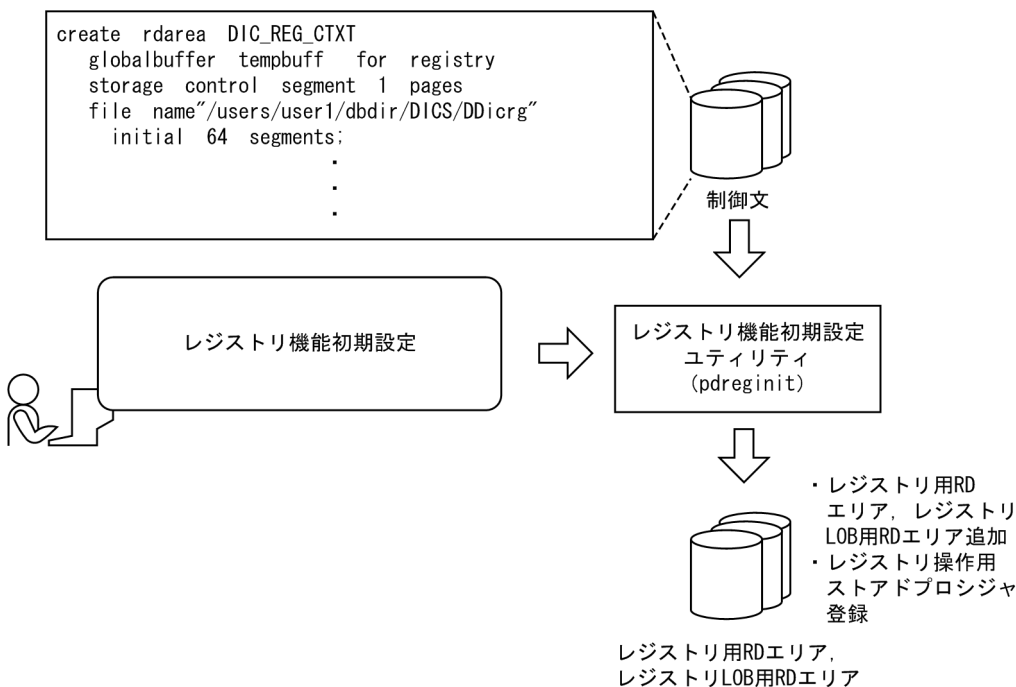 create rdarea DIC_REG_CTXT
globalbuffer tempbuff for registry
storage control segment 1 pages
file name"/users/user1/dbdir/DICS/DDicrg"
initial 64 segments;
・
・
・
制御文
レジストリ機能初期設定
レジストリ機能初期設定
ユティリティ
(pdreginit)
・レジストリ用RD
エリア，レジストリ
LOB用RDエリア追加
・レジストリ操作用
ストアドプロシジャ
登録
レジストリ用RDエリア，
レジストリLOB用RDエリア